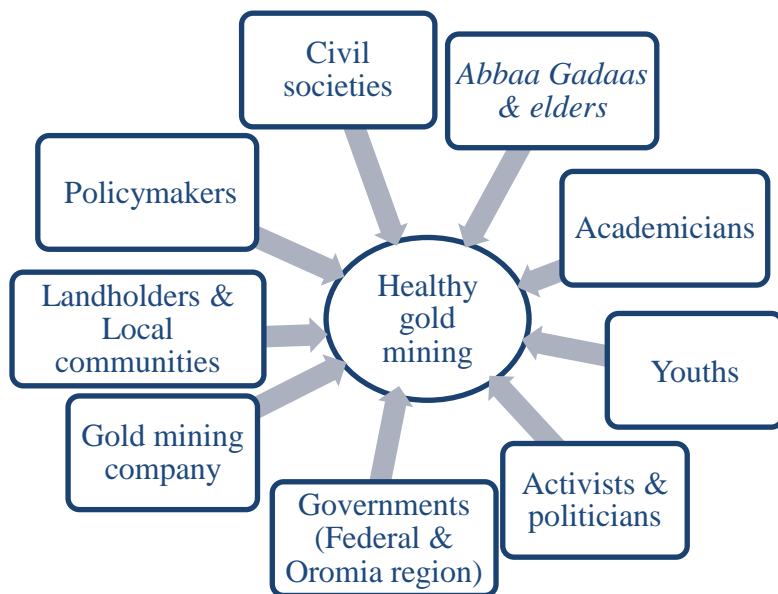 Civil
societies
Abbaa Gadaas
& elders
Policymakers
Academicians
Healthy
gold
mining
Landholders &
Local
communities
Youths
Gold mining
company
Governments
(Federal &
Oromia region)
Activists &
politicians